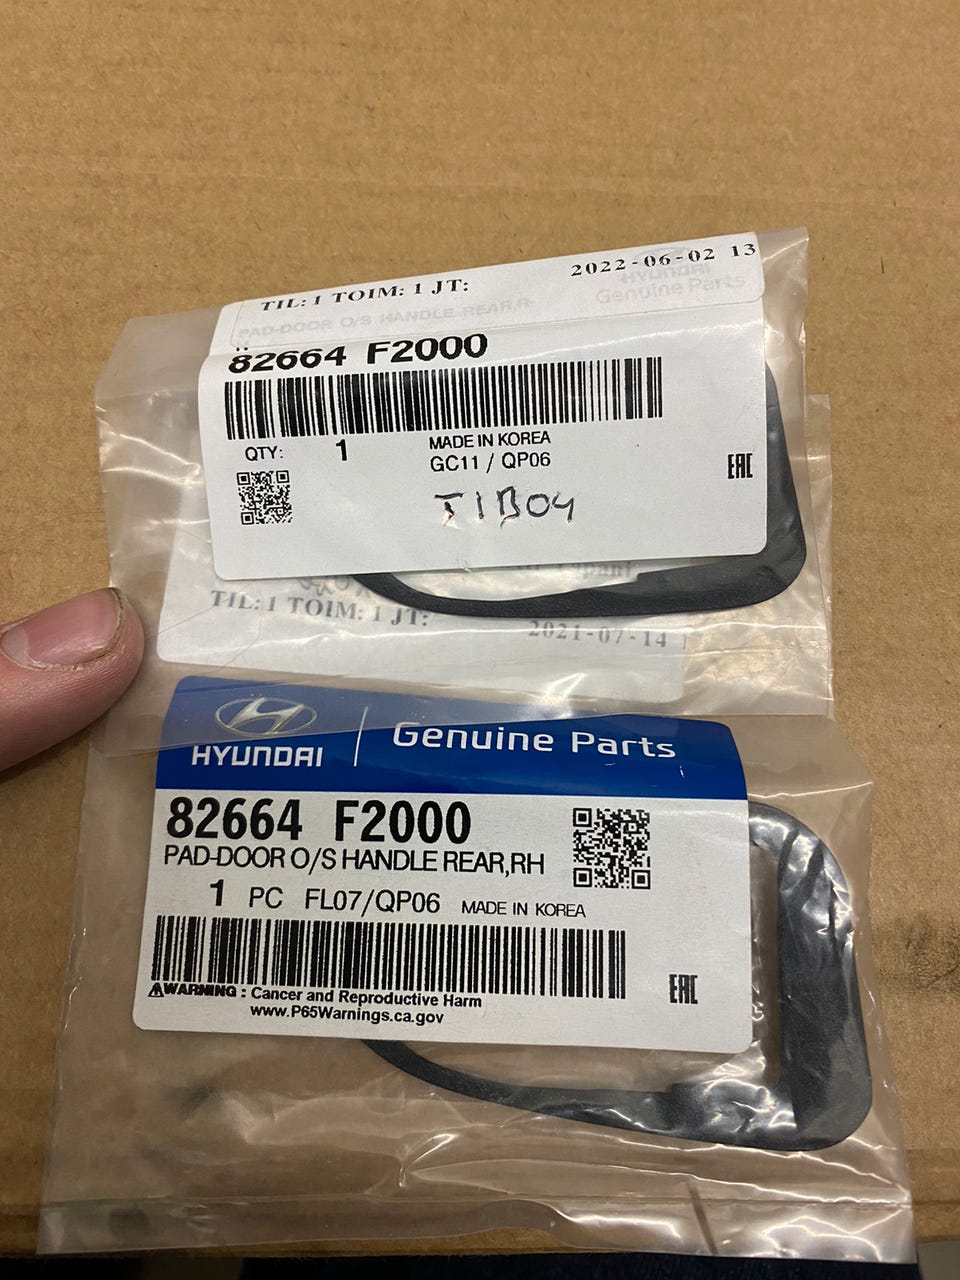 2022-06-02 13
TIL: 1 TOIM: 1 JT:
HYUNDAI
Genuine Parts
PAD-DOOR O/S HANDLE REAR,R
H
82664 F2000
QTY: 1
MADE IN KOREA
GC11 / QP06
EAC
T1B04
TIL: 1 TOIM: 1 JT:
2021-07-14 1
HYUNDAI
Genuine Parts
82664 F2000
PAD-DOOR O/S HANDLE REAR,RH
1 PC FL07/QP06 MADE IN KOREA
EAC
WARNING : Cancer and Reproductive Harm
www.P65Warnings.ca.gov